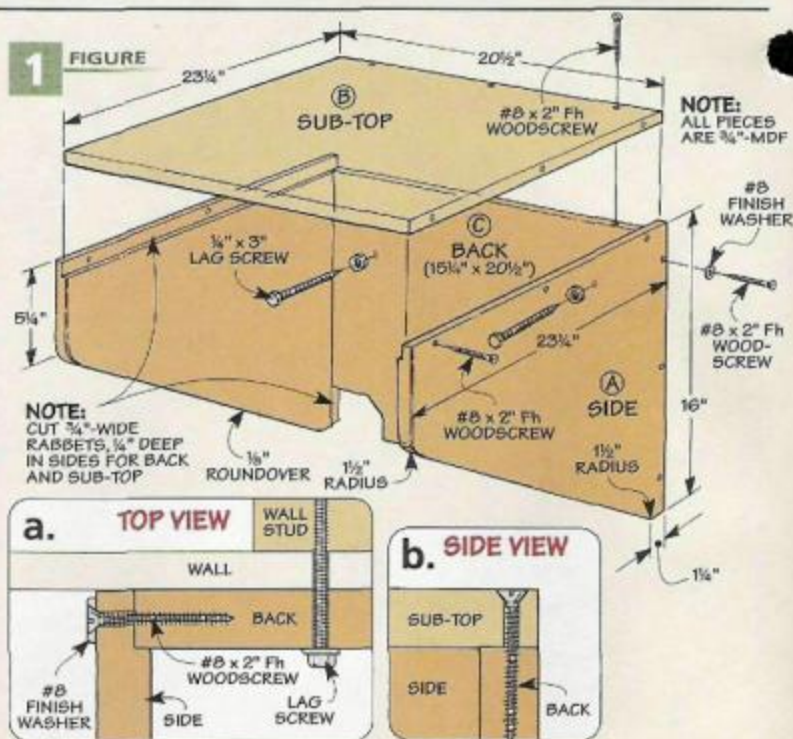 1 FIGURE
23¼"
20½"
Ⓑ
SUB-TOP
#8 x 2" Fh
WOODSCREW
NOTE:
ALL PIECES
ARE ¾"-MDF
#8
FINISH
WASHER
¼" x 3"
LAG SCREW
Ⓒ
BACK
(15¼" x 20½")
5¼"
23¼"
#8 x 2" Fh
WOOD-
SCREW
Ⓐ
SIDE
16"
#8 x 2" Fh
WOODSCREW
NOTE:
CUT ¾"-WIDE
RABBETS, ¼" DEEP
IN SIDES FOR BACK
AND SUB-TOP
⅛"
ROUNDOVER
1½"
RADIUS
1½"
RADIUS
1¼"
a. TOP VIEW
WALL
STUD
WALL
BACK
#8 x 2" Fh
WOODSCREW
#8
FINISH
WASHER
SIDE
LAG
SCREW
b. SIDE VIEW
SUB-TOP
SIDE
BACK